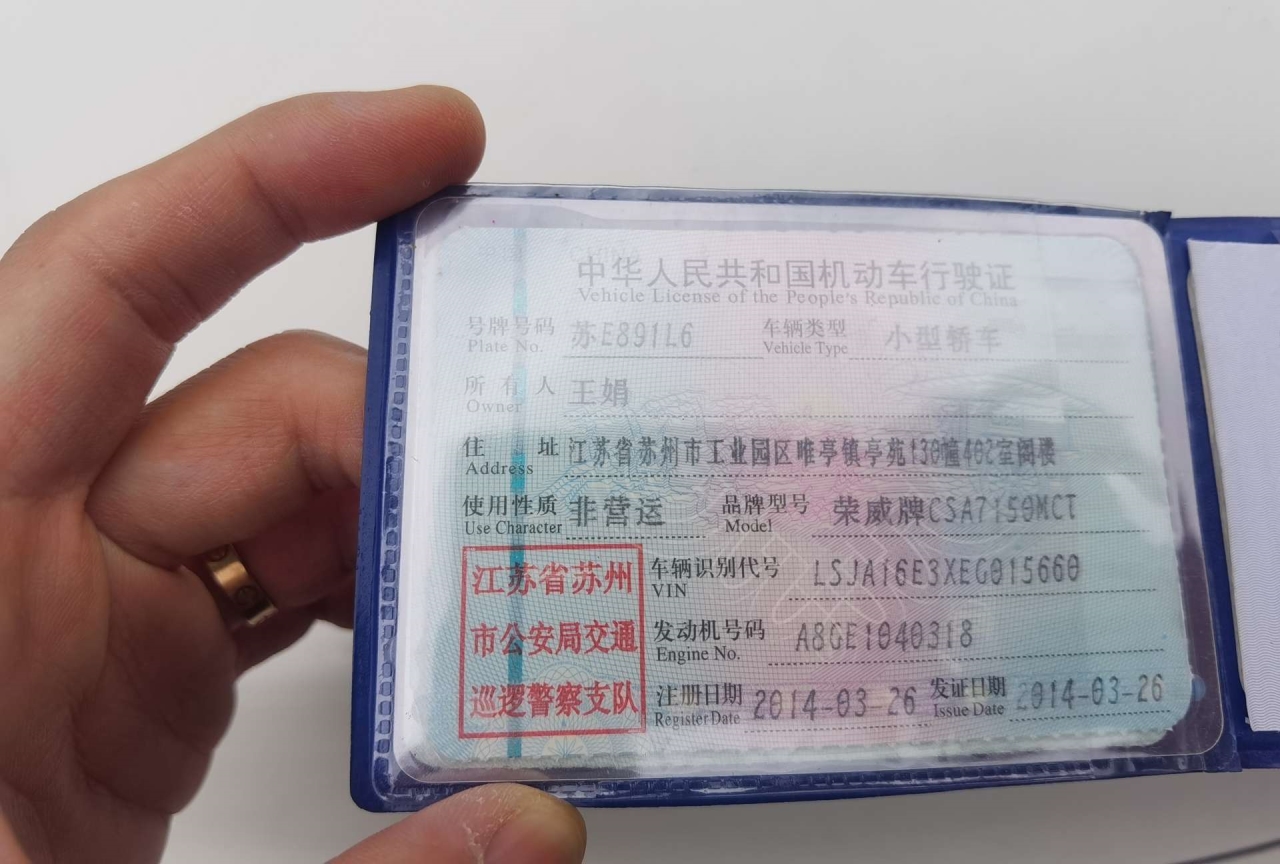 中华人民共和国机动车行驶证
Vehicle License of the People's Republic of China
号牌号码 苏E891L6 车辆类型 小型轿车
Plate No. Vehicle Type
所有人 王娟
Owner
住址 江苏省苏州市工业园区唯亭镇亭苑130幢402室阁楼
Address
使用性质 非营运 品牌型号 荣威牌CSA7150MCT
Use Character Model
江苏省苏州
市公安局交通
巡逻警察支队
车辆识别代号 LSJA16E3XEG015660
VIN
发动机号码 A8GE1040318
Engine No.
注册日期 2014-03-26 发证日期 2014-03-26
Register Date Issue Date